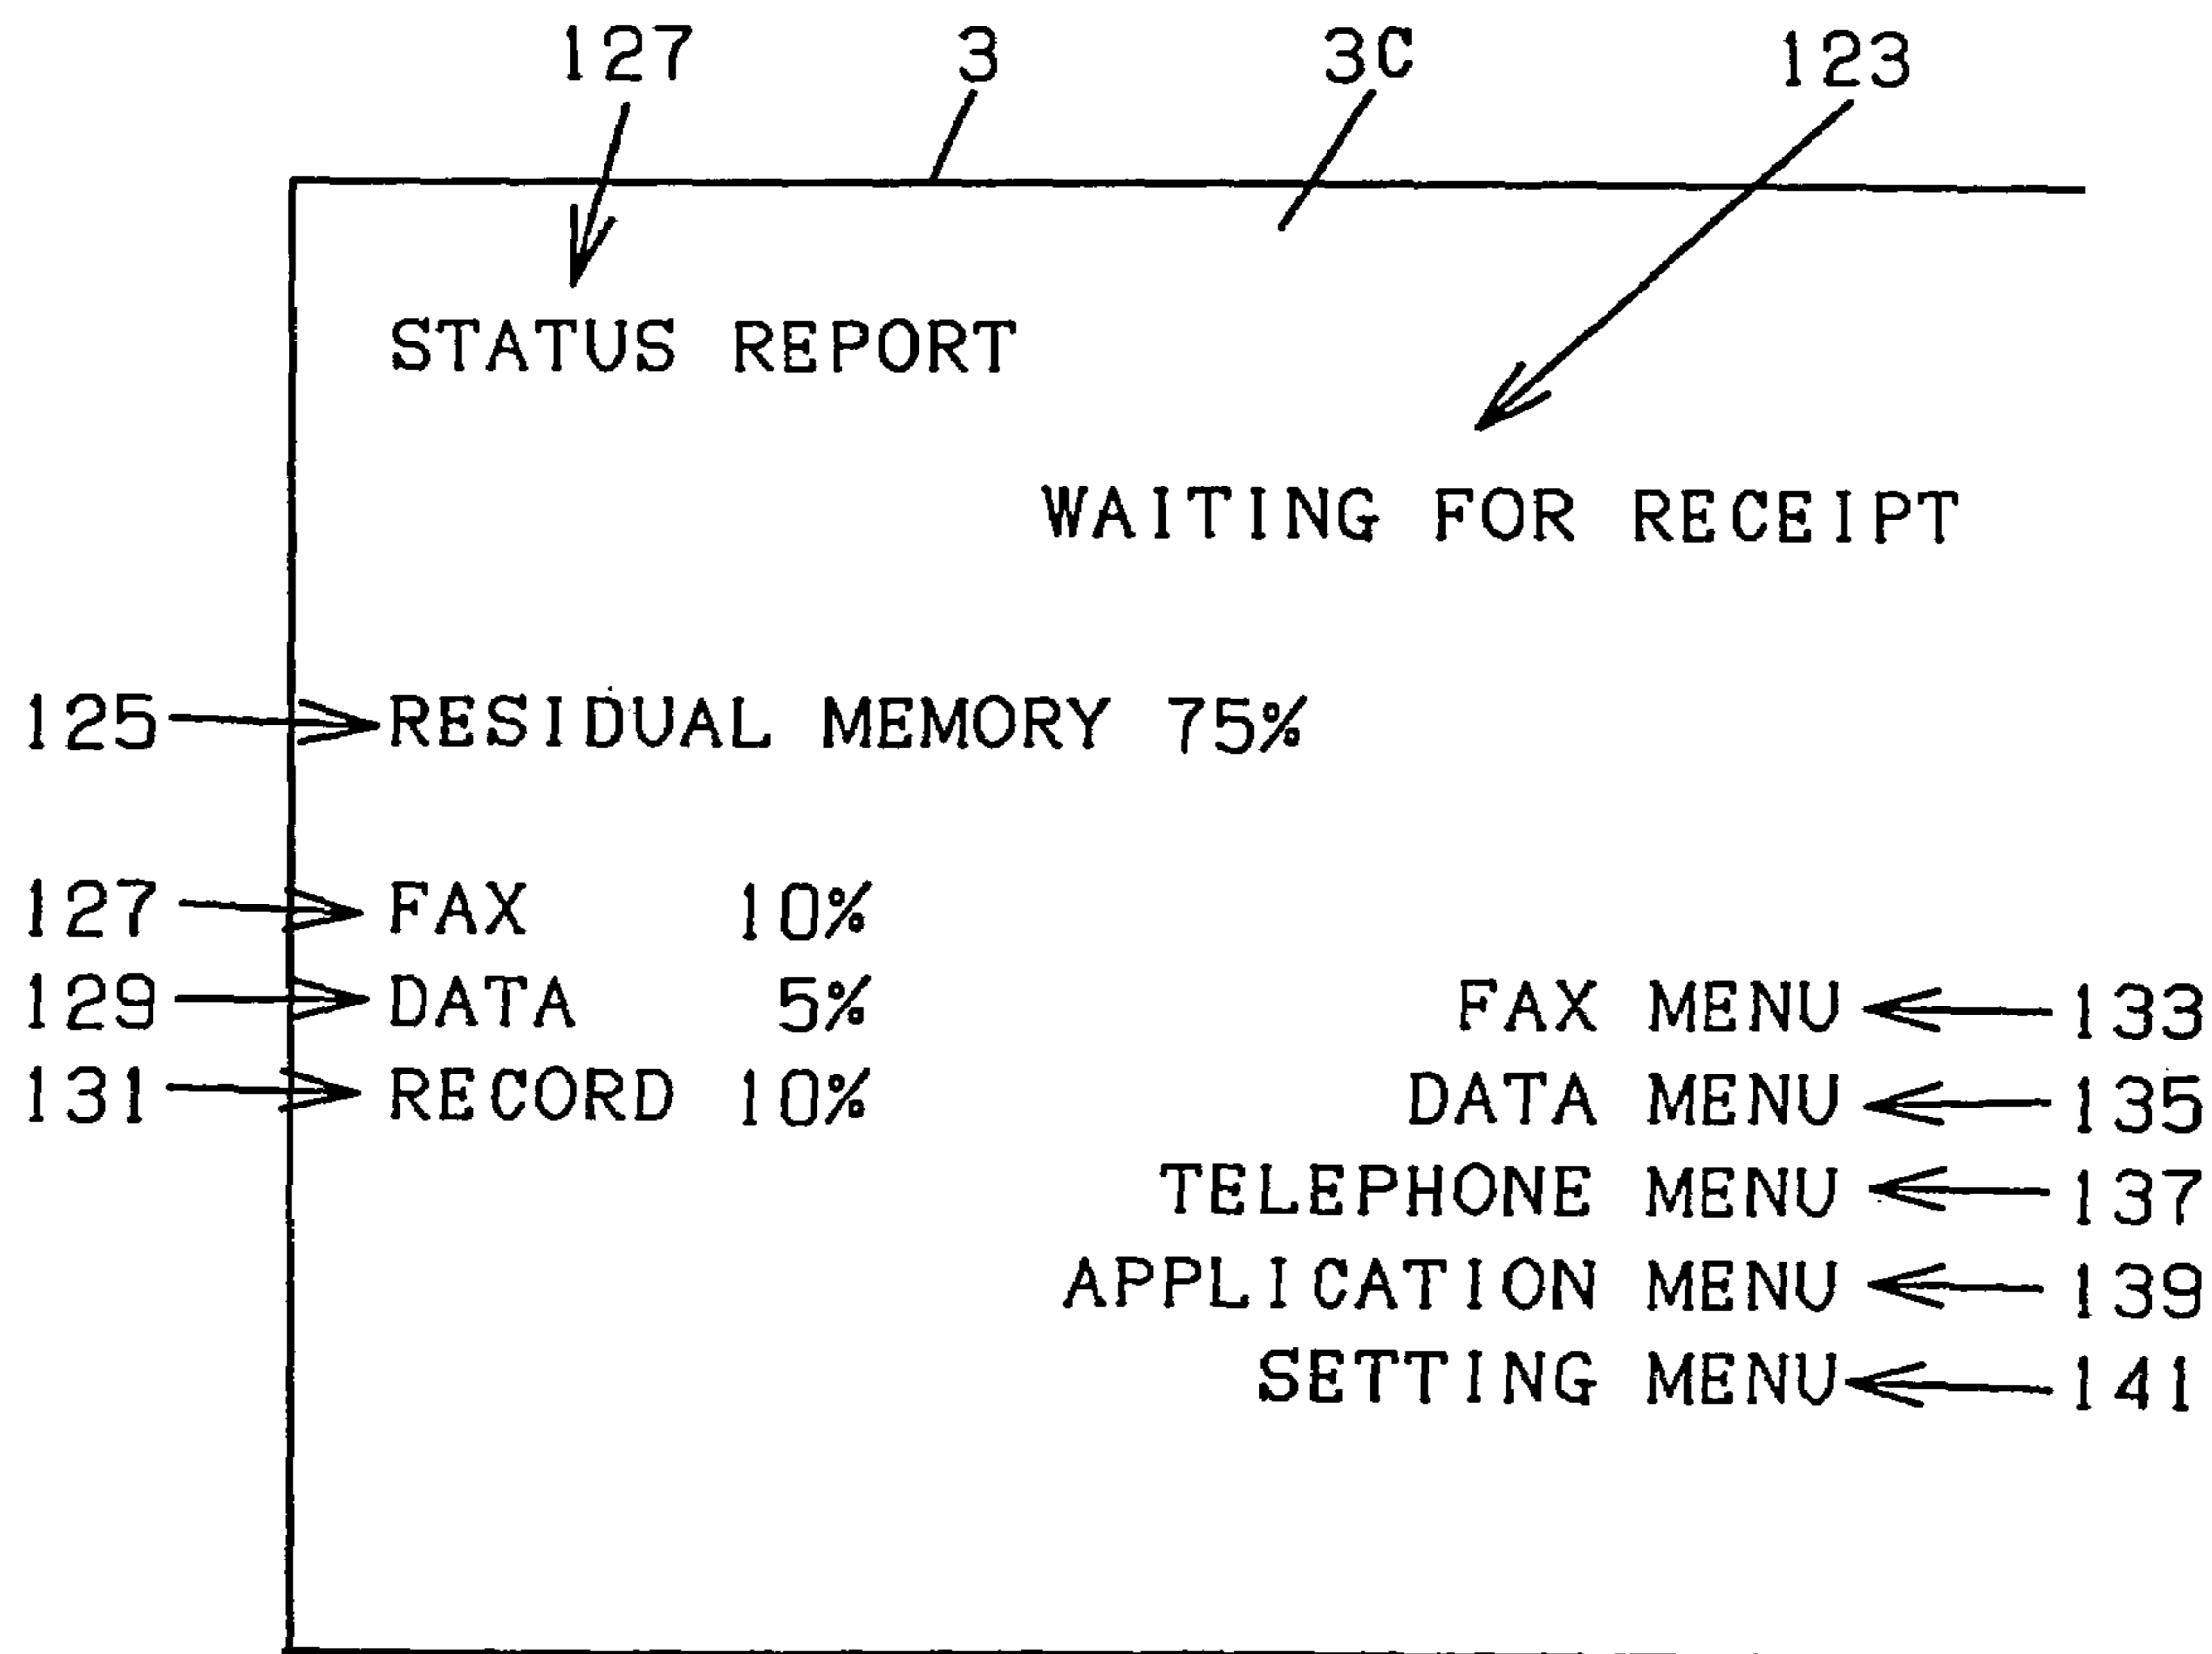 127 3 3C 123
STATUS REPORT
WAITING FOR RECEIPT
125 RESIDUAL MEMORY 75%
127 FAX 10%
129 DATA 5%
FAX MENU 133
131 RECORD 10%
DATA MENU 135
TELEPHONE MENU 137
APPLICATION MENU 139
SETTING MENU 141